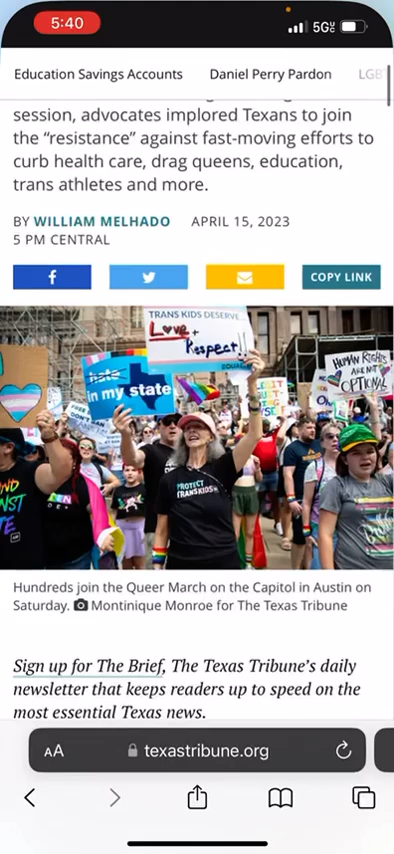 5:40
5G
Education Savings Accounts Daniel Perry Pardon LGB
session, advocates implored Texans to join
the “resistance” against fast-moving efforts to
curb health care, drag queens, education,
trans athletes and more.
BY WILLIAM MELHADO APRIL 15, 2023
5 PM CENTRAL
COPY LINK
TRANS KIDS DESERVE
Love +
Respect!!
hate
in my state
HUMAN RIGHTS
ARE NOT
OPTIONAL
PROTECT
TRANS KIDS
Hundreds join the Queer March on the Capitol in Austin on
Saturday. Montinique Monroe for The Texas Tribune
Sign up for The Brief, The Texas Tribune’s daily
newsletter that keeps readers up to speed on the
most essential Texas news.
AA texastribune.org